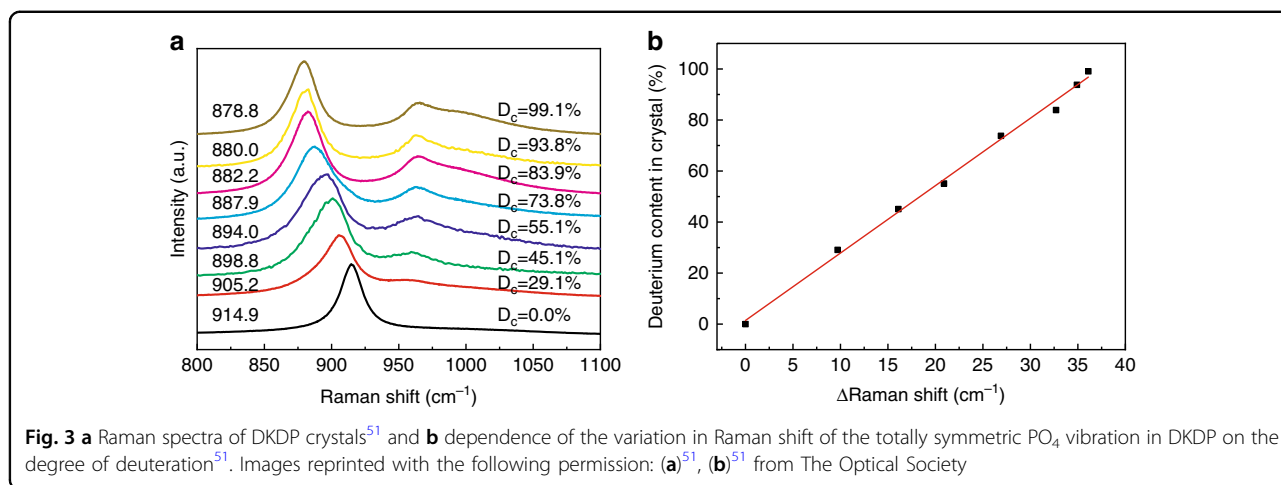 a
878.8
D_c=99.1%
880.0
D_c=93.8%
882.2
D_c=83.9%
887.9
D_c=73.8%
894.0
D_c=55.1%
898.8
D_c=45.1%
905.2
D_c=29.1%
914.9
D_c=0.0%
Intensity (a.u.)
800 850 900 950 1000 1050 1100
Raman shift (cm⁻¹)
b
100
80
60
40
20
0
Deuterium content in crystal (%)
0 5 10 15 20 25 30 35 40
ΔRaman shift (cm⁻¹)
Fig. 3 a Raman spectra of DKDP crystals⁵¹ and b dependence of the variation in Raman shift of the totally symmetric PO₄ vibration in DKDP on the
degree of deuteration⁵¹. Images reprinted with the following permission: (a)⁵¹, (b)⁵¹ from The Optical Society